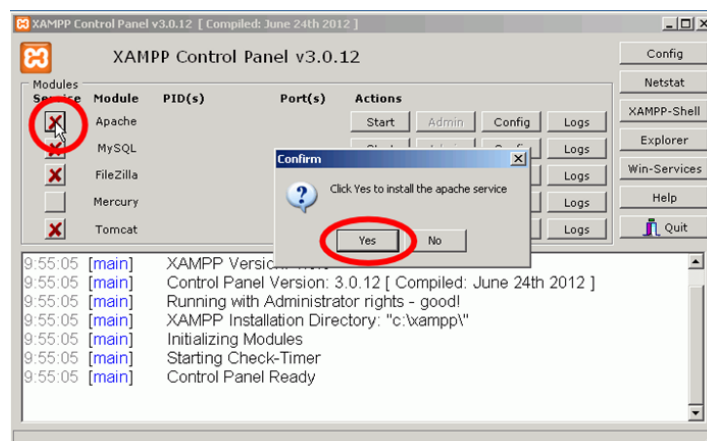 XAMPP Control Panel v3.0.12 [ Compiled: June 24th 2012 ]
XAMPP Control Panel v3.0.12
Config
Netstat
XAMPP-Shell
Explorer
Win-Services
Help
Quit
Modules
Service Module PID(s) Port(s) Actions
Apache Start Admin Config Logs
MySQL Logs
FileZilla Logs
Mercury Logs
Tomcat Logs
Confirm
Click Yes to install the apache service
Yes No
9:55:05 [main] XAMPP
9:55:05 [main] Control Panel Version: 3.0.12 [ Compiled: June 24th 2012 ]
9:55:05 [main] Running with Administrator rights - good!
9:55:05 [main] XAMPP Installation Directory: "c:\xampp\"
9:55:05 [main] Initializing Modules
9:55:05 [main] Starting Check-Timer
9:55:05 [main] Control Panel Ready